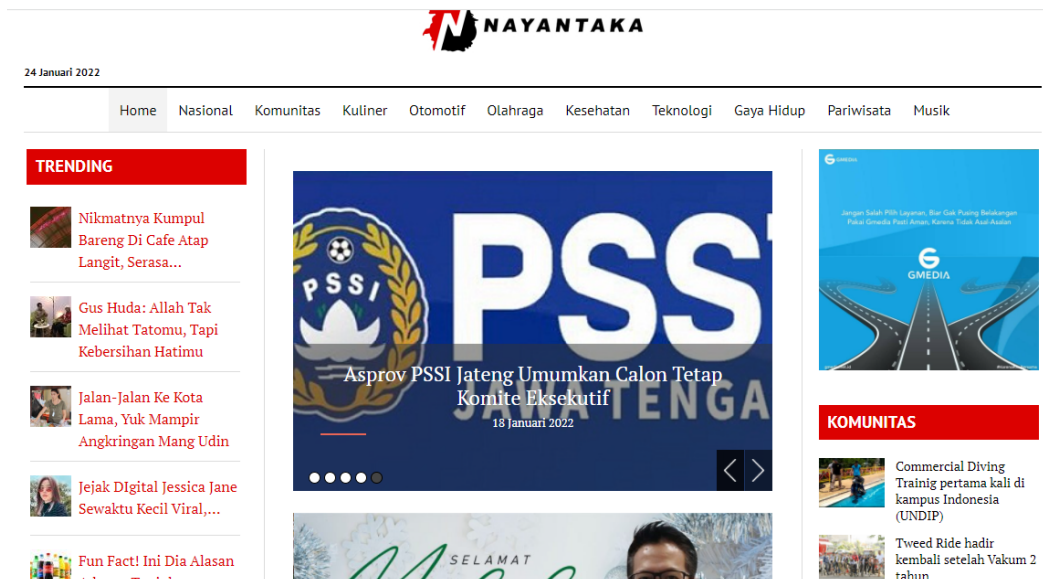 NAYANTAKA
24 Januari 2022
Home Nasional Komunitas Kuliner Otomotif Olahraga Kesehatan Teknologi Gaya Hidup Pariwisata Musik
TRENDING
Nikmatnya Kumpul
Bareng Di Cafe Atap
Langit, Serasa...
Gus Huda: Allah Tak
Melihat Tatomu, Tapi
Kebersihan Hatimu
Jalan-Jalan Ke Kota
Lama, Yuk Mampir
Angkringan Mang Udin
Jejak DIgital Jessica Jane
Sewaktu Kecil Viral,...
Fun Fact! Ini Dia Alasan
PSSI
PSS
JAWA TENGA
Asprov PSSI Jateng Umumkan Calon Tetap
Komite Eksekutif
18 Januari 2022
SELAMAT
GMEDIA
Jangan Salah Pilih Layanan, Biar Gak Pusing Belakangan
Pakai Gmedia Pasti Aman, Karena Tidak Asal-Asalan
GMEDIA
KOMUNITAS
Commercial Diving
Trainig pertama kali di
kampus Indonesia
(UNDIP)
Tweed Ride hadir
kembali setelah Vakum 2
tahun